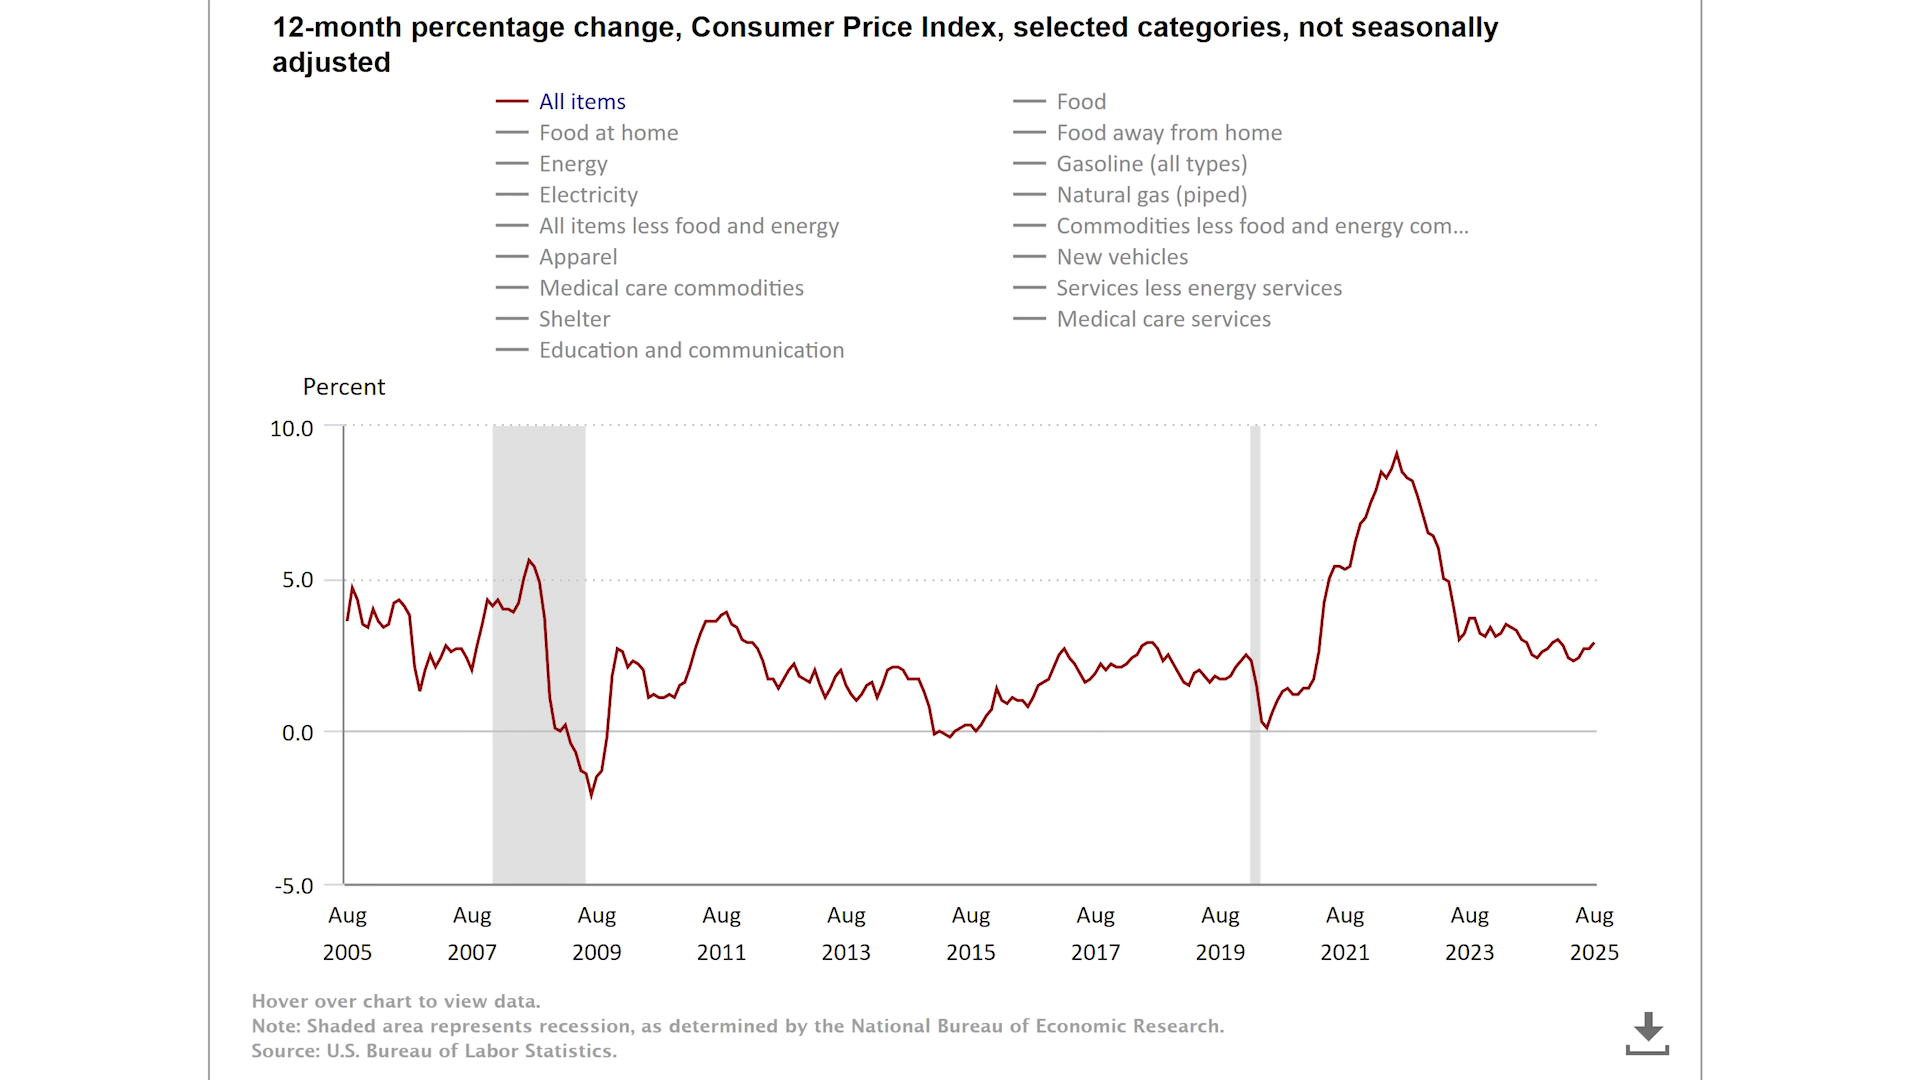 12-month percentage change, Consumer Price Index, selected categories, not seasonally
adjusted
All items
Food
Food at home
Food away from home
Energy
Gasoline (all types)
Electricity
Natural gas (piped)
All items less food and energy
Commodities less food and energy com...
Apparel
New vehicles
Medical care commodities
Services less energy services
Shelter
Medical care services
Education and communication
Percent
10.0
5.0
0.0
-5.0
Aug Aug Aug Aug Aug Aug Aug Aug Aug Aug Aug
2005 2007 2009 2011 2013 2015 2017 2019 2021 2023 2025
Hover over chart to view data.
Note: Shaded area represents recession, as determined by the National Bureau of Economic Research.
Source: U.S. Bureau of Labor Statistics.